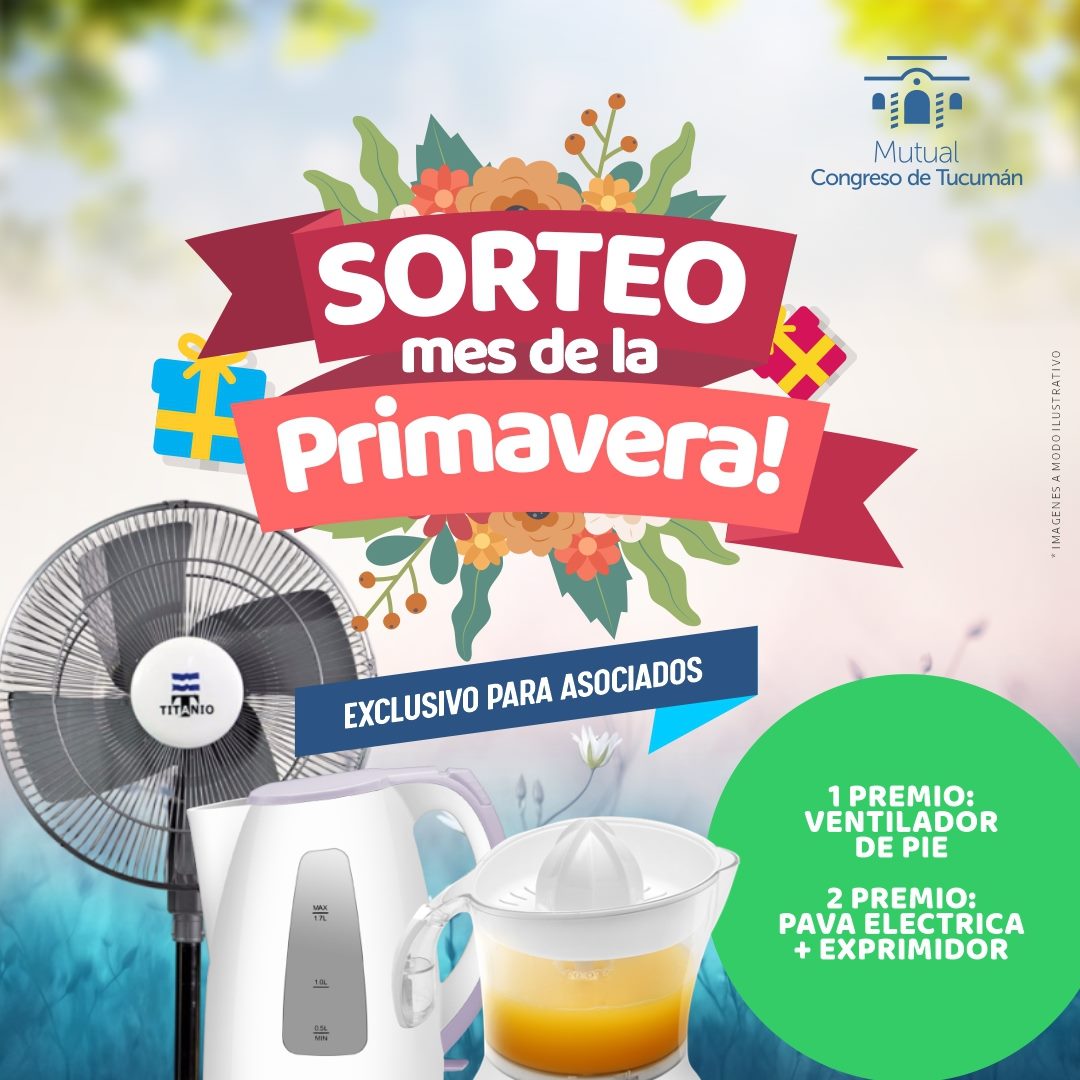 Mutual
Congreso de Tucumán
SORTEO
mes de la
Primavera!
* IMAGENES A MODO ILUSTRATIVO
TITANIO
EXCLUSIVO PARA ASOCIADOS
1 PREMIO:
VENTILADOR
DE PIE
2 PREMIO:
PAVA ELECTRICA
+ EXPRIMIDOR
MAX
1.7L
1.0L
0.5L
MIN